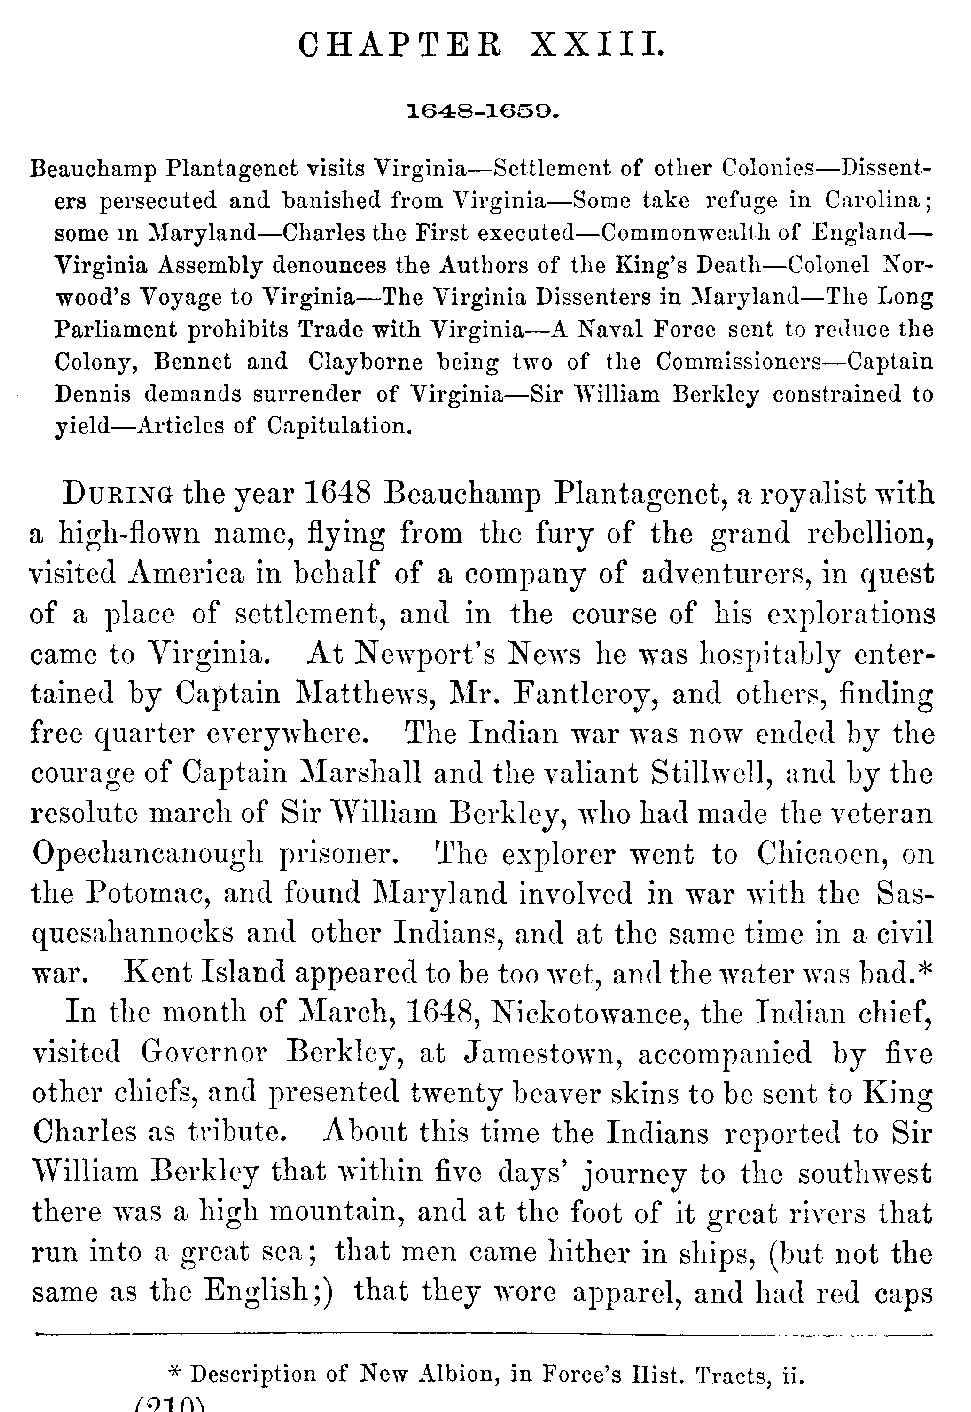 CHAPTER XXIII.
1648-1659.
Beauchamp Plantagenet visits Virginia—Settlement of other Colonies—Dissent-
ers persecuted and banished from Virginia—Some take refuge in Carolina;
some in Maryland—Charles the First executed—Commonwealth of England—
Virginia Assembly denounces the Authors of the King's Death—Colonel Nor-
wood's Voyage to Virginia—The Virginia Dissenters in Maryland—The Long
Parliament prohibits Trade with Virginia—A Naval Force sent to reduce the
Colony, Bennet and Clayborne being two of the Commissioners—Captain
Dennis demands surrender of Virginia—Sir William Berkley constrained to
yield—Articles of Capitulation.
DURING the year 1648 Beauchamp Plantagenet, a royalist with
a high-flown name, flying from the fury of the grand rebellion,
visited America in behalf of a company of adventurers, in quest
of a place of settlement, and in the course of his explorations
came to Virginia. At Newport's News he was hospitably enter-
tained by Captain Matthews, Mr. Fantleroy, and others, finding
free quarter everywhere. The Indian war was now ended by the
courage of Captain Marshall and the valiant Stillwell, and by the
resolute march of Sir William Berkley, who had made the veteran
Opechancanough prisoner. The explorer went to Chicaoen, on
the Potomac, and found Maryland involved in war with the Sas-
quesahannocks and other Indians, and at the same time in a civil
war. Kent Island appeared to be too wet, and the water was bad.*
In the month of March, 1648, Nickotowance, the Indian chief,
visited Governor Berkley, at Jamestown, accompanied by five
other chiefs, and presented twenty beaver skins to be sent to King
Charles as tribute. About this time the Indians reported to Sir
William Berkley that within five days' journey to the southwest
there was a high mountain, and at the foot of it great rivers that
run into a great sea; that men came hither in ships, (but not the
same as the English;) that they wore apparel, and had red caps
* Description of New Albion, in Force's Hist. Tracts, ii.
(210)